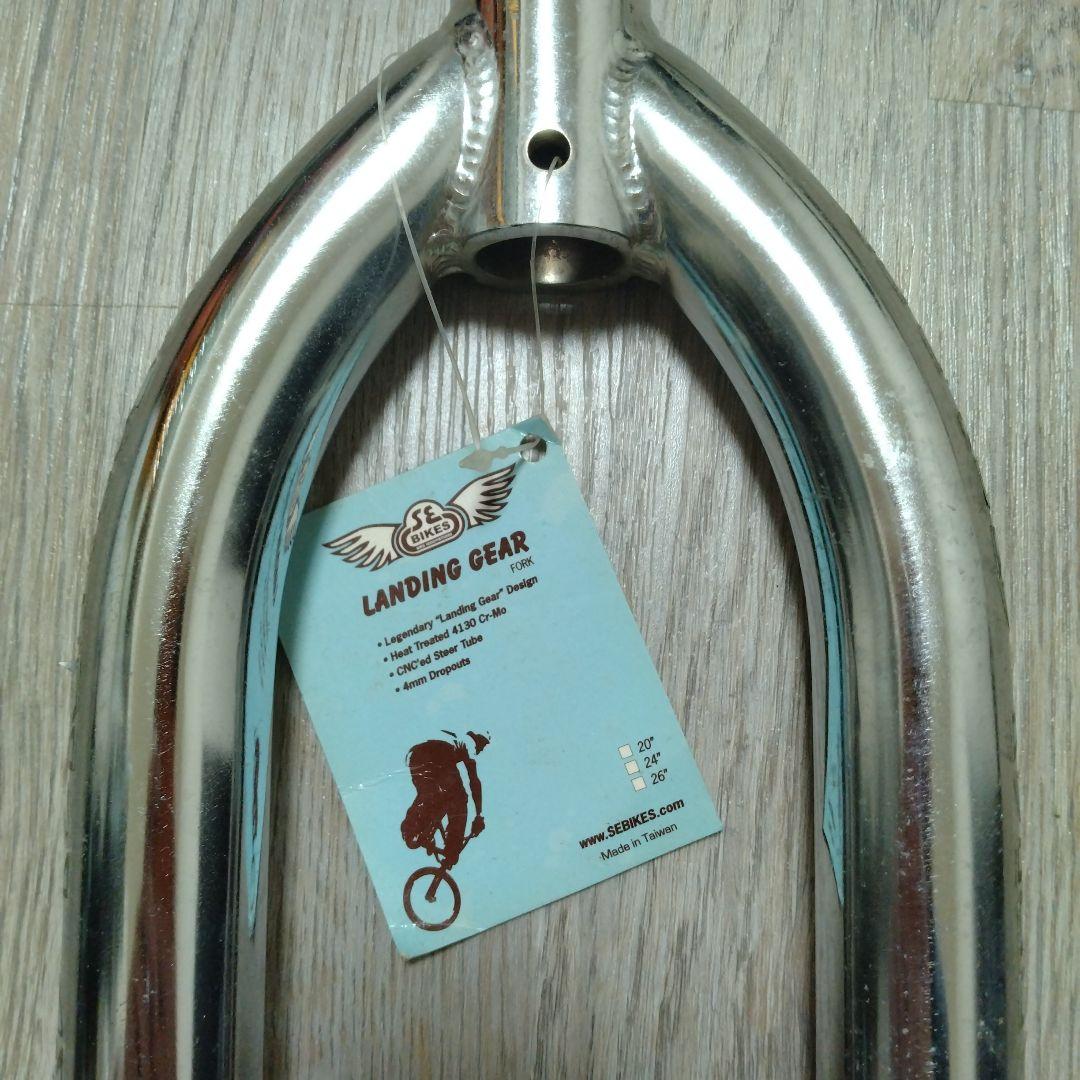 SE
BIKES
LANDING GEAR
FORK
• Legendary "Landing Gear" Design
• Heat Treated 4130 Cr-Mo
• CNC'ed Steer Tube
• 4mm Dropouts
20"
24"
26"
www.SEBIKES.com
Made in Taiwan